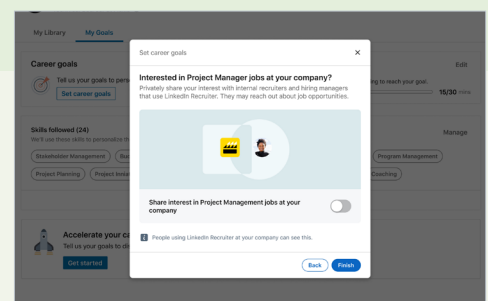 My Library My Goals
Career goals
Edit
Tell us your goals to pers
ing to reach your goal.
Set career goals
15/30 mins
Skills followed (24)
Manage
We'll use these skills to personalize th
Stakeholder Management
Program Management
Project Planning
Coaching
Accelerate your ca
Tell us your goals to dis
Get started
Set career goals
Interested in Project Manager jobs at your company?
Privately share your interest with internal recruiters and hiring managers
that use LinkedIn Recruiter. They may reach out about job opportunities.
Share interest in Project Management jobs at your
company
People using LinkedIn Recruiter at your company can see this.
Back Finish